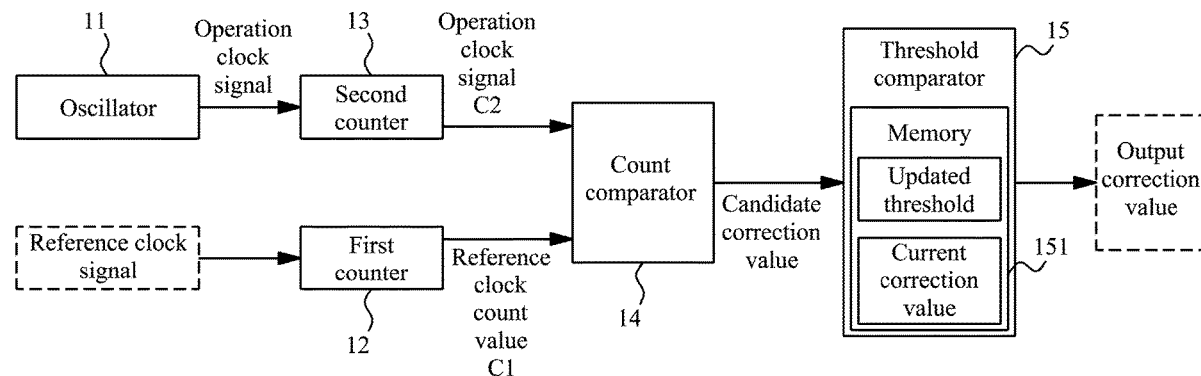 11
Oscillator
Operation
clock
signal
13
Second
counter
Operation
clock
signal
C2
Reference clock
signal
First
counter
12
Reference
clock
count
value
C1
Count
comparator
14
Candidate
correction
value
15
Threshold
comparator
Memory
Updated
threshold
Current
correction
value
151
Output
correction
value